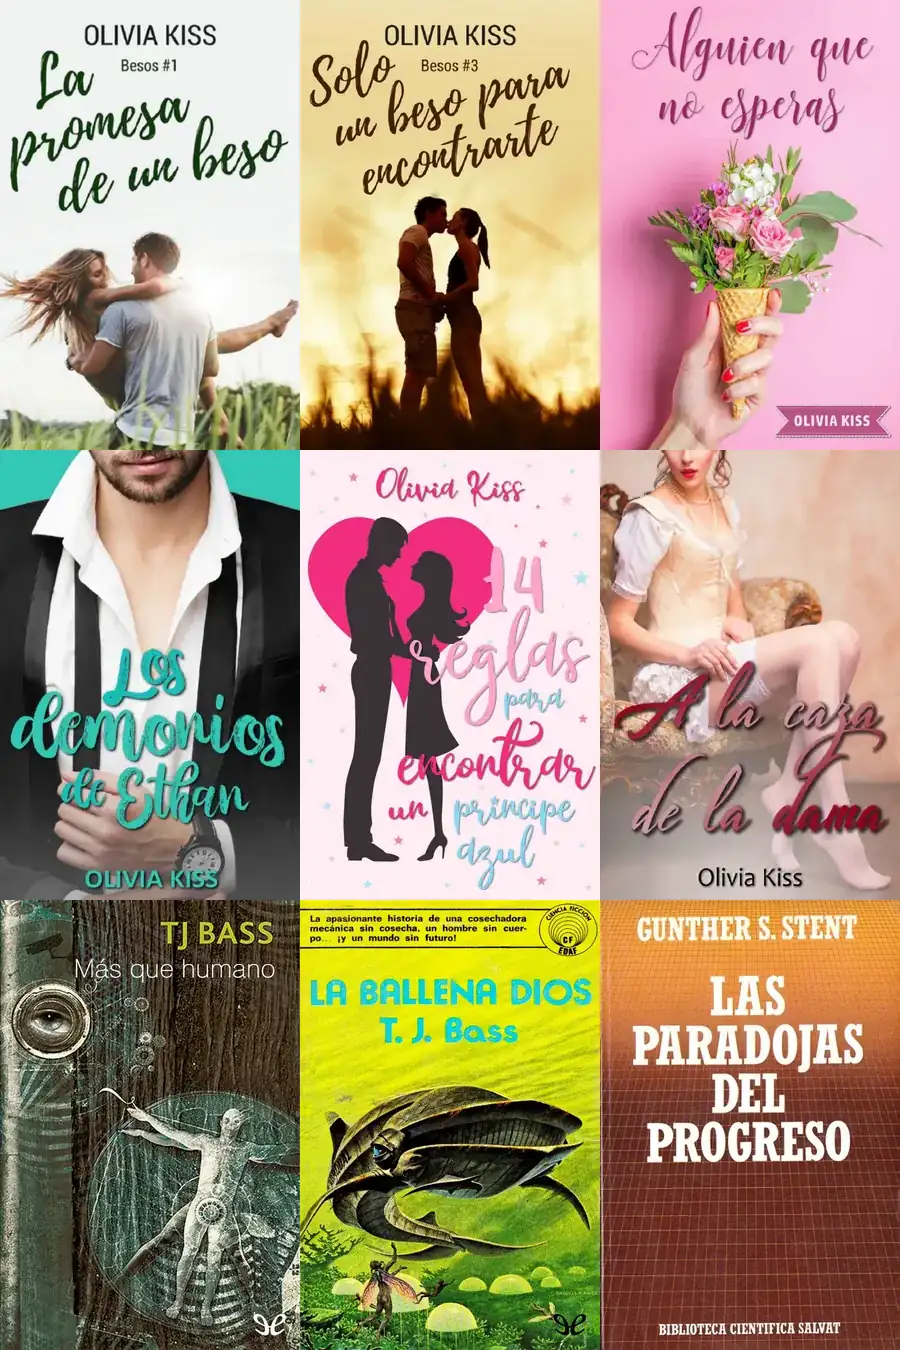 OLIVIA KISS
Besos #1
La
promesa
de un beso
OLIVIA KISS
Besos #3
Solo
un beso para
encontrarte
Alguien que
no esperas
OLIVIA KISS
Los
demonios
de Ethan
OLIVIA KISS
Olivia Kiss
14
reglas
para
encontrar
un príncipe
azul
A la caza
de la dama
Olivia Kiss
TJ BASS
Más que humano
La apasionante historia de una cosechadora
mecánica sin cosecha, un hombre sin cuer-
po... ¡y un mundo sin futuro!
CIENCIA FICCION
CF
EDAF
LA BALLENA DIOS
T. J. Bass
GUNTHER S. STENT
LAS
PARADOJAS
DEL
PROGRESO
BIBLIOTECA CIENTIFICA SALVAT